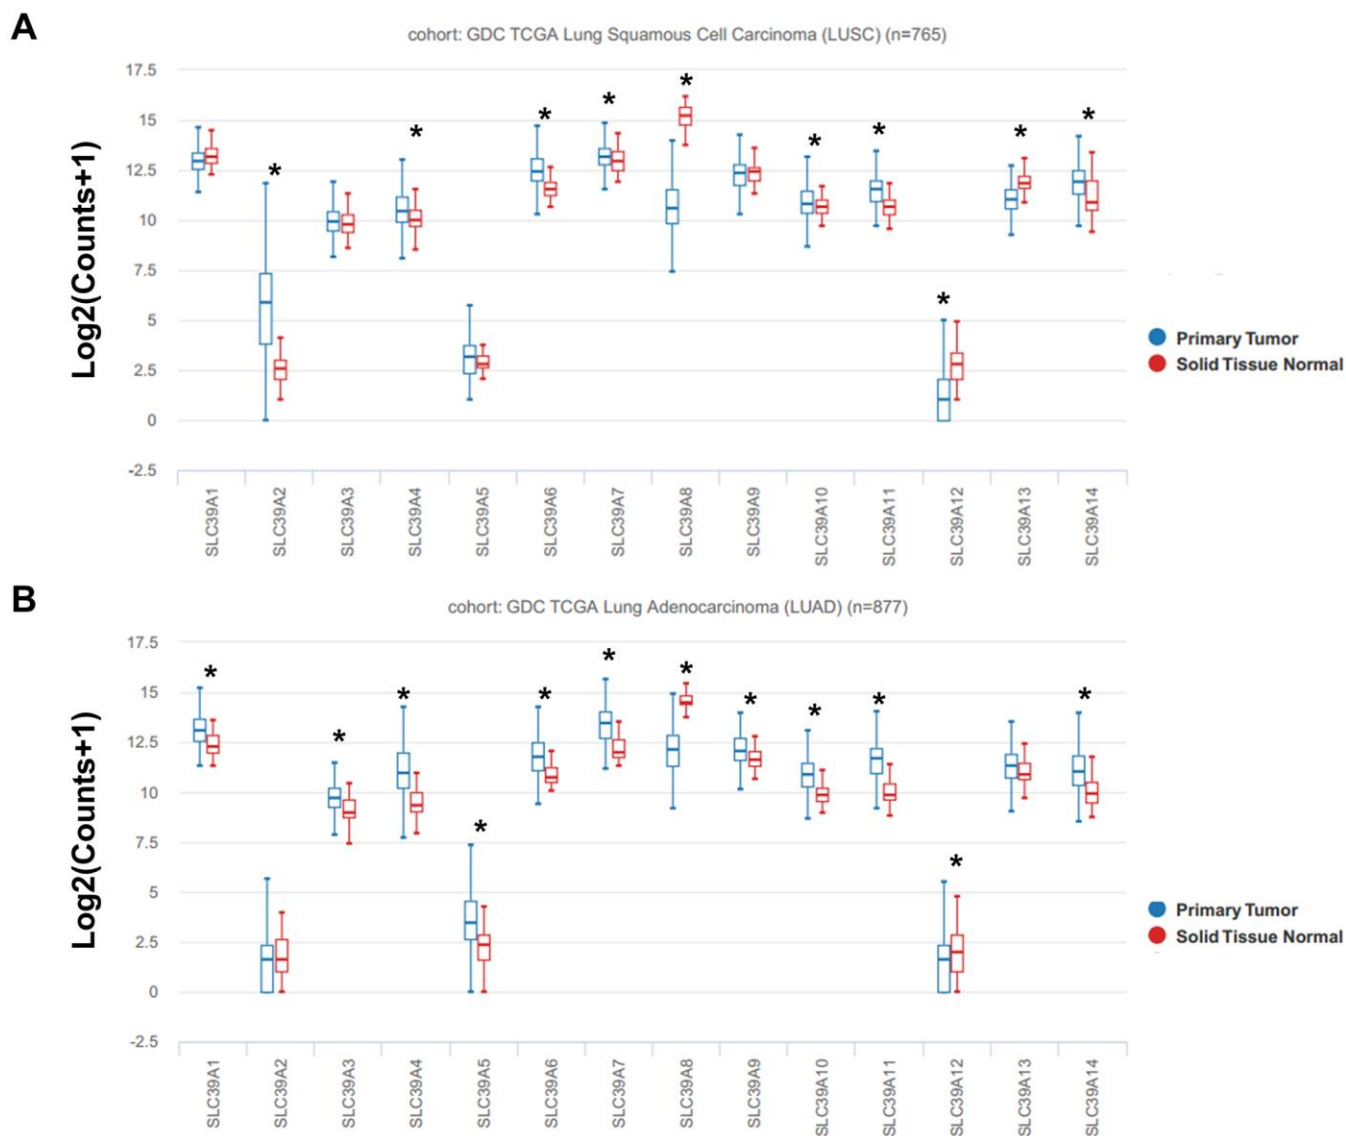 A
cohort: GDC TCGA Lung Squamous Cell Carcinoma (LUSC) (n=765)
Log2(Counts+1)
17.5
15
12.5
10
7.5
5
2.5
0
-2.5
* * * * * * * * * *
SLC39A1
SLC39A2
SLC39A3
SLC39A4
SLC39A5
SLC39A6
SLC39A7
SLC39A8
SLC39A9
SLC39A10
SLC39A11
SLC39A12
SLC39A13
SLC39A14
Primary Tumor
Solid Tissue Normal
B
cohort: GDC TCGA Lung Adenocarcinoma (LUAD) (n=877)
Log2(Counts+1)
17.5
15
12.5
10
7.5
5
2.5
0
-2.5
* * * * * * * * * * * *
SLC39A1
SLC39A2
SLC39A3
SLC39A4
SLC39A5
SLC39A6
SLC39A7
SLC39A8
SLC39A9
SLC39A10
SLC39A11
SLC39A12
SLC39A13
SLC39A14
Primary Tumor
Solid Tissue Normal